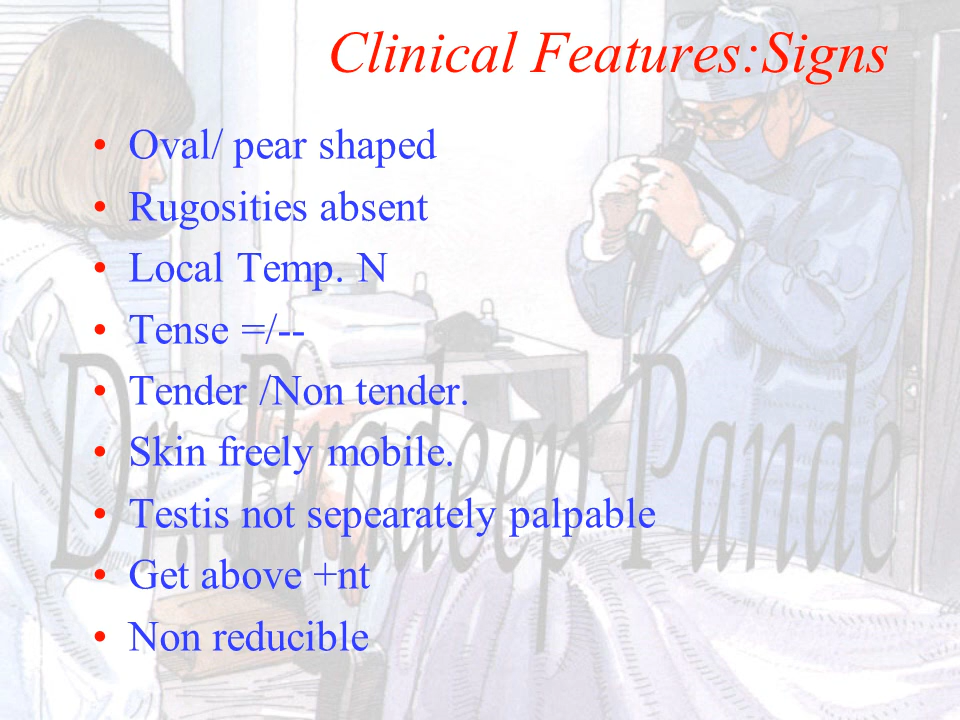 Clinical Features:Signs
• Oval/ pear shaped
• Rugosities absent
• Local Temp. N
• Tense =/--
• Tender /Non tender.
• Skin freely mobile.
• Testis not sepearately palpable
• Get above +nt
• Non reducible
Dr. Pradeep Pande